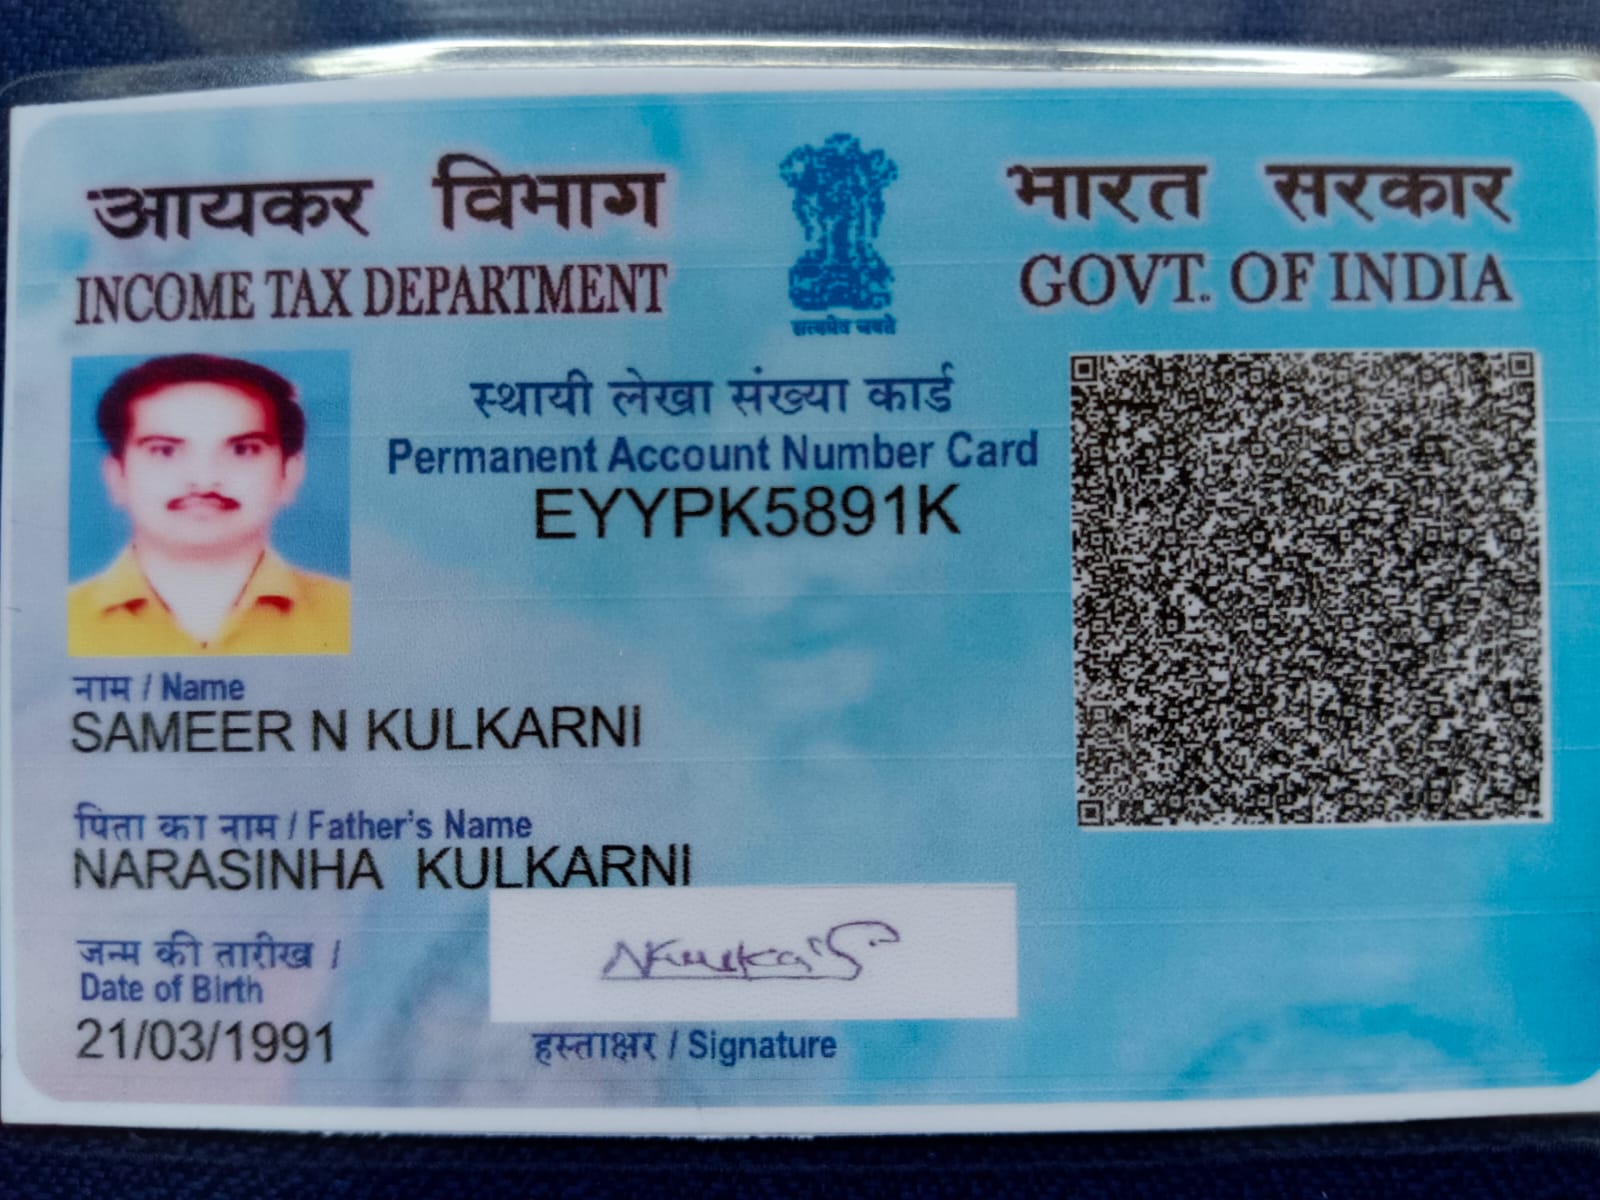 आयकर विभाग
INCOME TAX DEPARTMENT
सत्यमेव जयते
भारत सरकार
GOVT. OF INDIA
स्थायी लेखा संख्या कार्ड
Permanent Account Number Card
EYYPK5891K
नाम / Name
SAMEER N KULKARNI
पिता का नाम / Father's Name
NARASINHA KULKARNI
जन्म की तारीख /
Date of Birth
21/03/1991
हस्ताक्षर / Signature